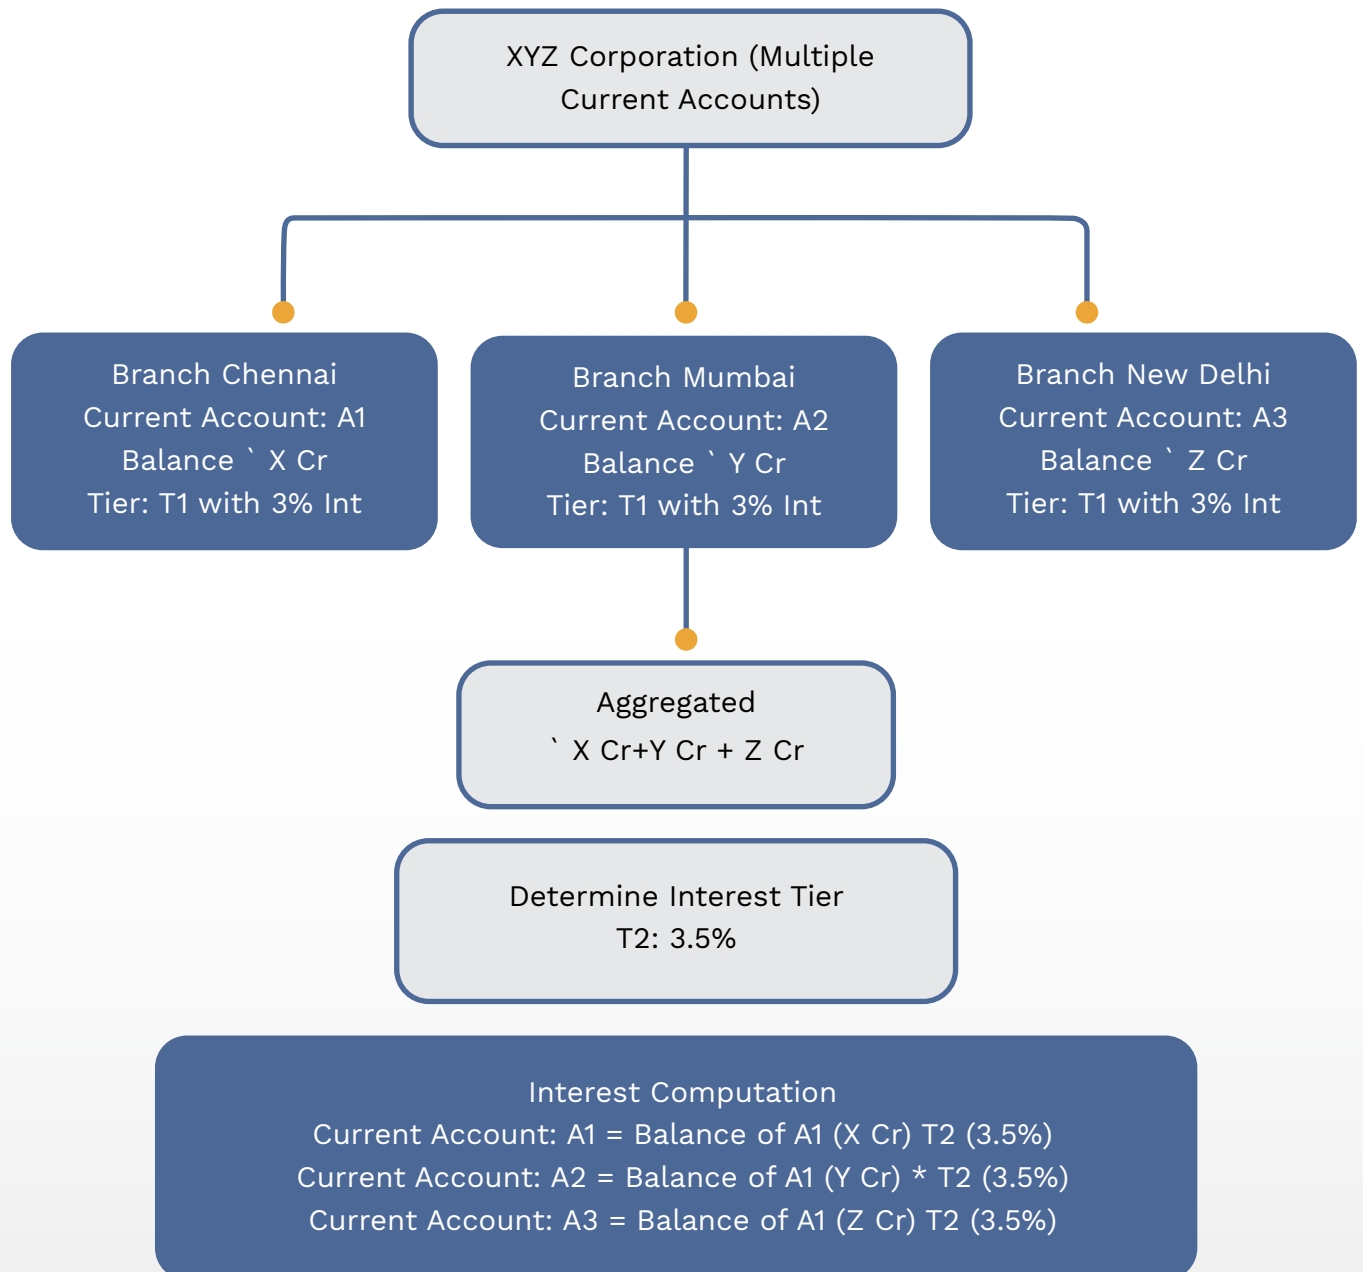 XYZ Corporation (Multiple
Current Accounts)
Branch Chennai
Current Account: A1
Balance ` X Cr
Tier: T1 with 3% Int
Branch Mumbai
Current Account: A2
Balance ` Y Cr
Tier: T1 with 3% Int
Branch New Delhi
Current Account: A3
Balance ` Z Cr
Tier: T1 with 3% Int
Aggregated
` X Cr+Y Cr + Z Cr
Determine Interest Tier
T2: 3.5%
Interest Computation
Current Account: A1 = Balance of A1 (X Cr) T2 (3.5%)
Current Account: A2 = Balance of A1 (Y Cr) * T2 (3.5%)
Current Account: A3 = Balance of A1 (Z Cr) T2 (3.5%)